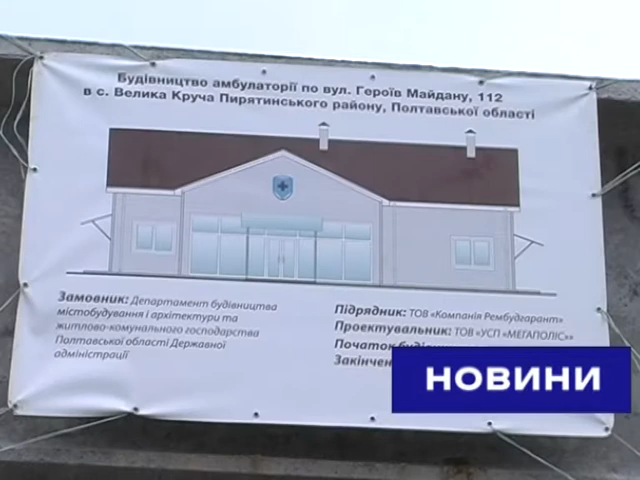 Будівництво амбулаторії по вул. Героїв Майдану, 112
в с. Велика Круча Пирятинського району, Полтавської області
Замовник: Департамент будівництва
містобудування і архітектури та
житлово-комунального господарства
Полтавської області Державної
адміністрації
Підрядник: ТОВ «Компанія Рембудгарант»
Проектувальник: ТОВ «УСП «МЕГАПОЛІС»»
Початок
НОВИНИ